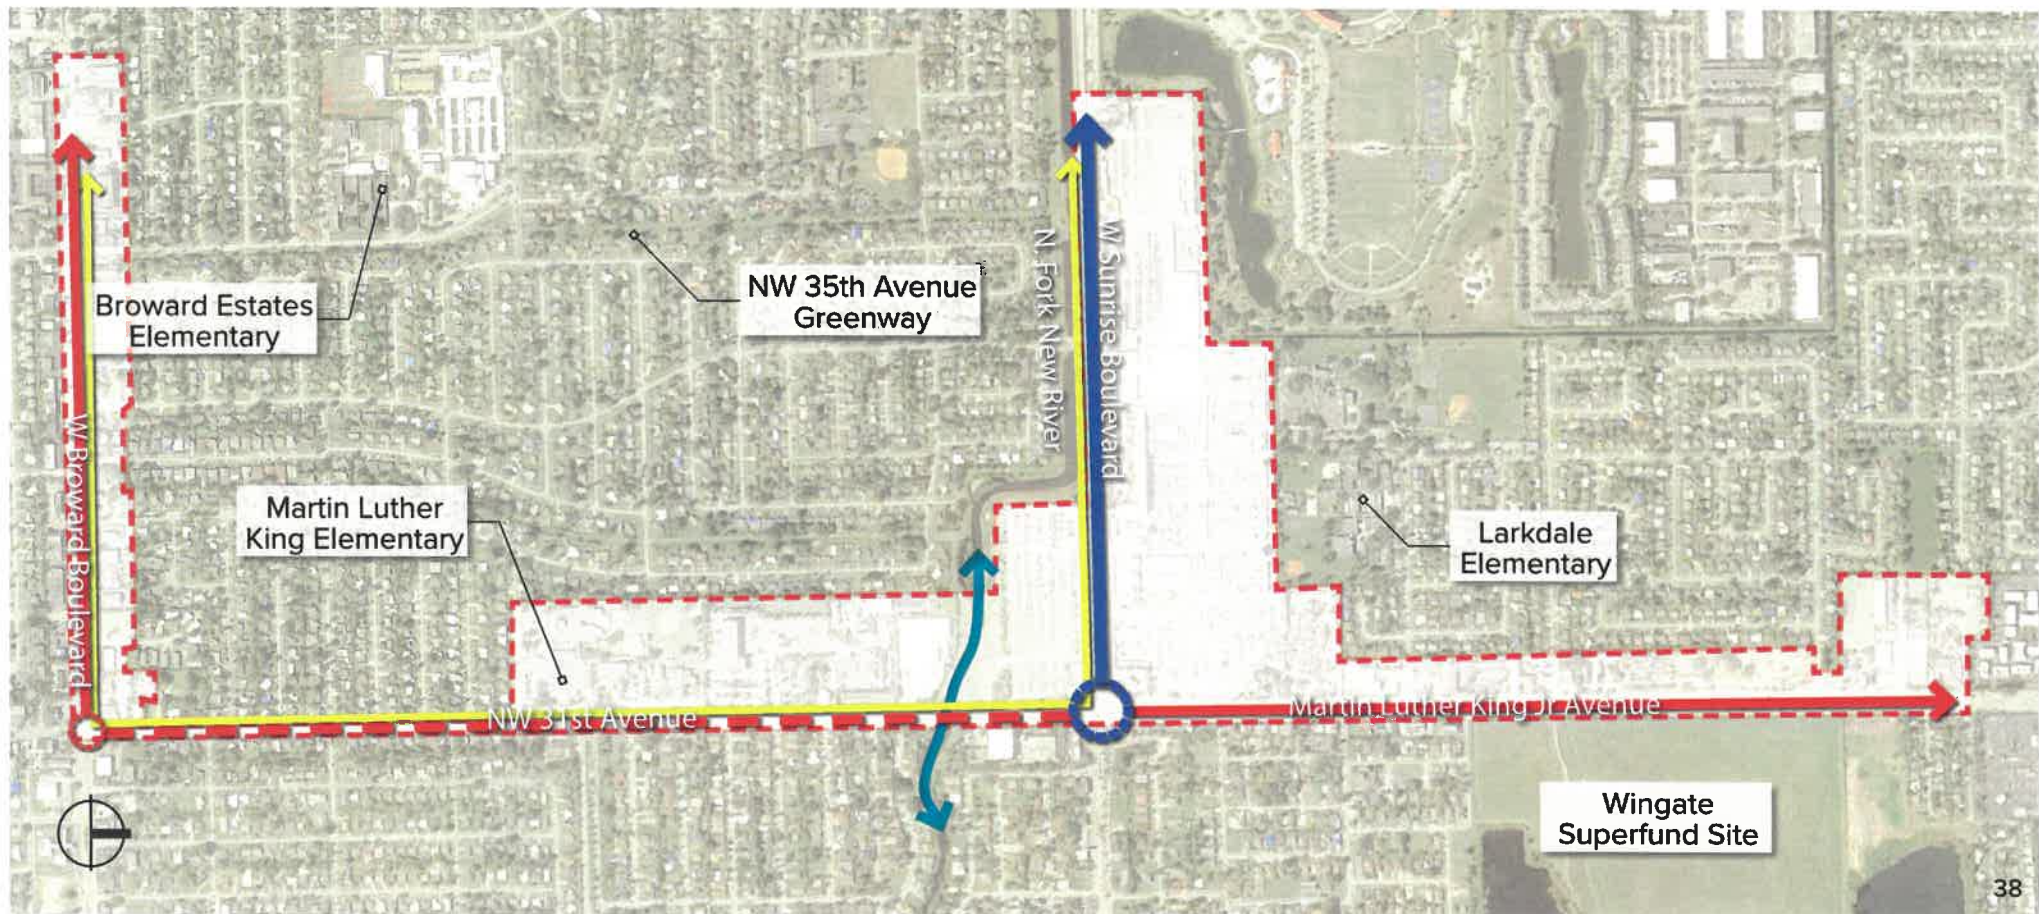 Broward Estates
Elementary
NW 35th Avenue
Greenway
N. Fork New River
W Sunrise Boulevard
W Broward Boulevard
Martin Luther
King Elementary
Larkdale
Elementary
NW 31st Avenue
Martin Luther King Jr Avenue
Wingate
Superfund Site
38